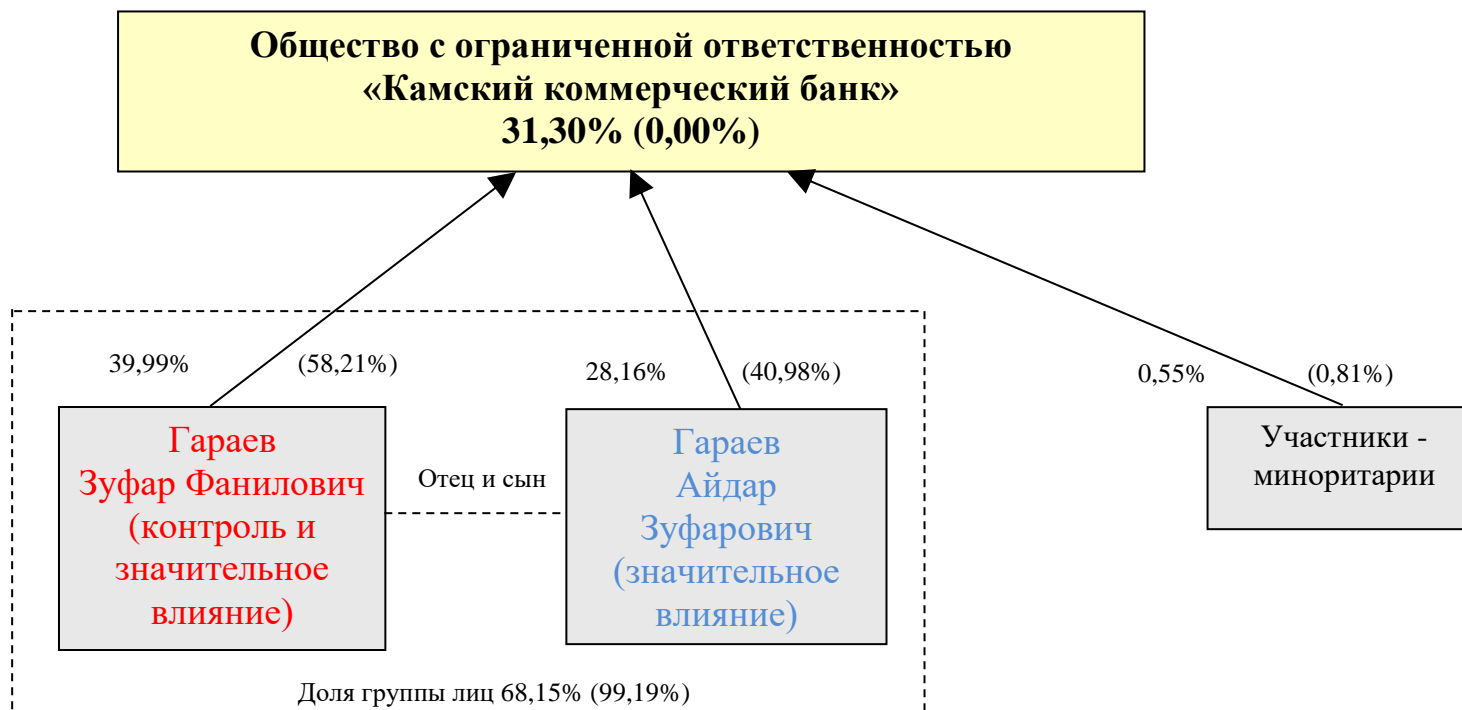 Общество с ограниченной ответственностью
«Камский коммерческий банк»
31,30% (0,00%)
39,99%
(58,21%)
28,16%
(40,98%)
0,55%
(0,81%)
Гараев
Зуфар Фанилович
(контроль и
значительное
влияние)
Отец и сын
Гараев
Айдар
Зуфарович
(значительное
влияние)
Участники -
миноритарии
Доля группы лиц 68,15% (99,19%)